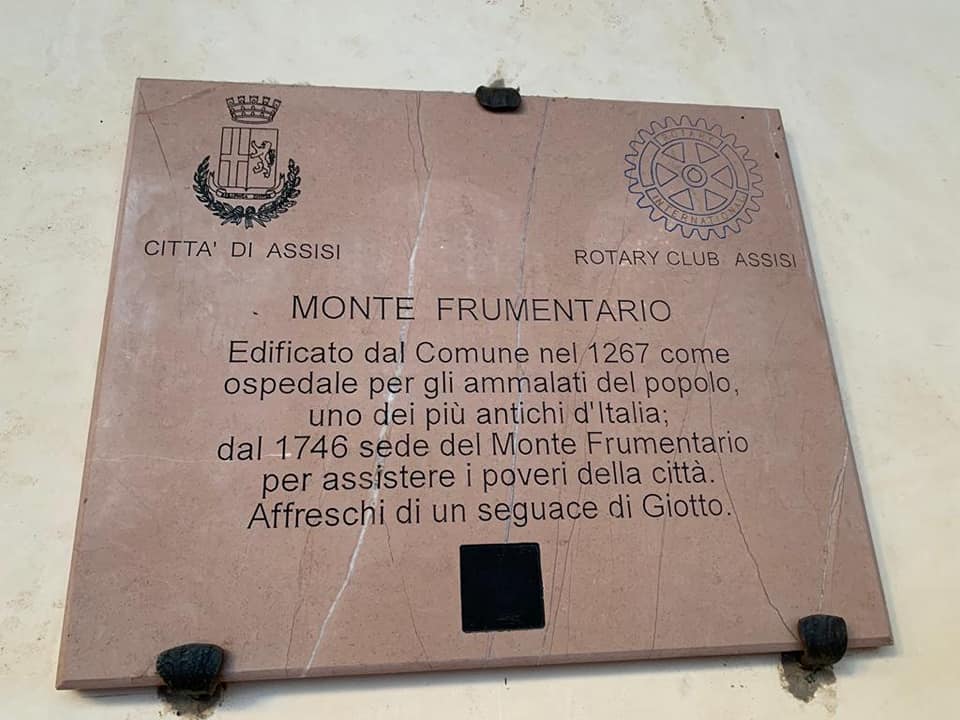 ROTARY
INTERNATIONAL
CITTA' DI ASSISI
ROTARY CLUB ASSISI
MONTE FRUMENTARIO
Edificato dal Comune nel 1267 come
ospedale per gli ammalati del popolo,
uno dei più antichi d'Italia;
dal 1746 sede del Monte Frumentario
per assistere i poveri della città.
Affreschi di un seguace di Giotto.